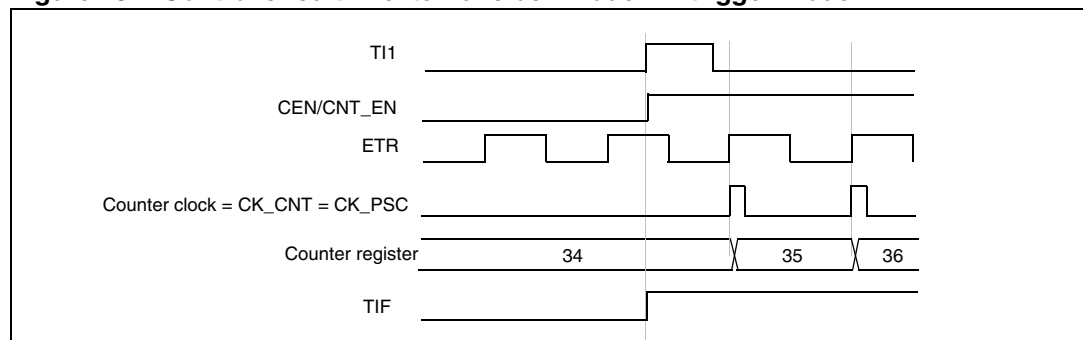 TI1
CEN/CNT_EN
ETR
Counter clock = CK_CNT = CK_PSC
Counter register
34
35
36
TIF